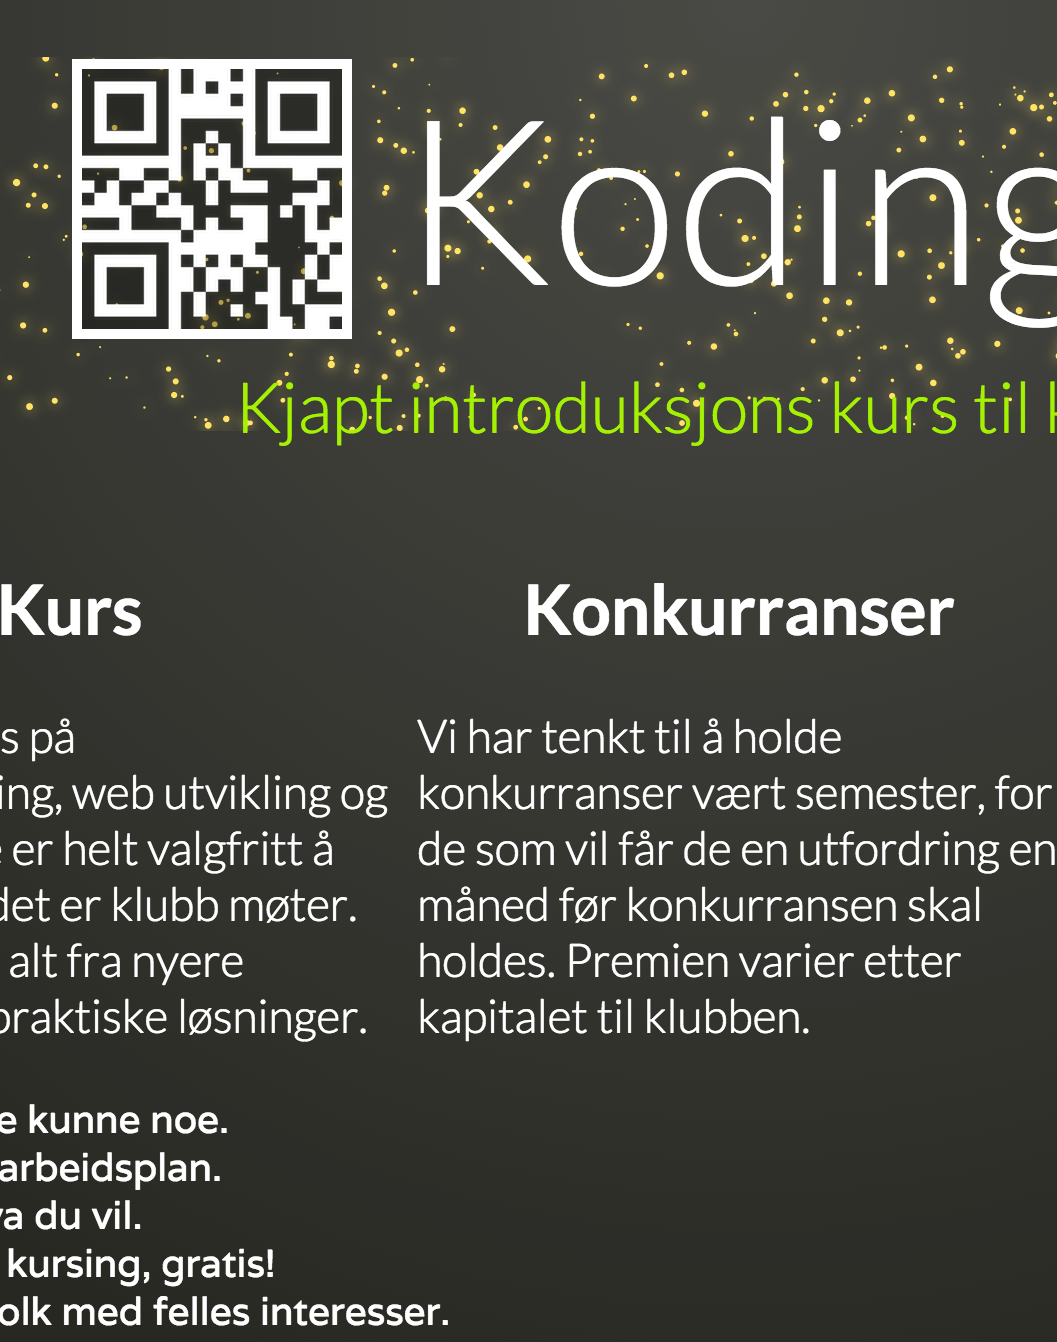 Koding
Kjapt introduksjons kurs til
Kurs
s på
ing, web utvikling og
er helt valgfritt å
det er klubb møter.
alt fra nyere
praktiske løsninger.
Konkurranser
Vi har tenkt til å holde
konkurranser vært semester, for
de som vil får de en utfordring en
måned før konkurransen skal
holdes. Premien varier etter
kapitalet til klubben.
e kunne noe.
arbeidsplan.
va du vil.
kursing, gratis!
olk med felles interesser.